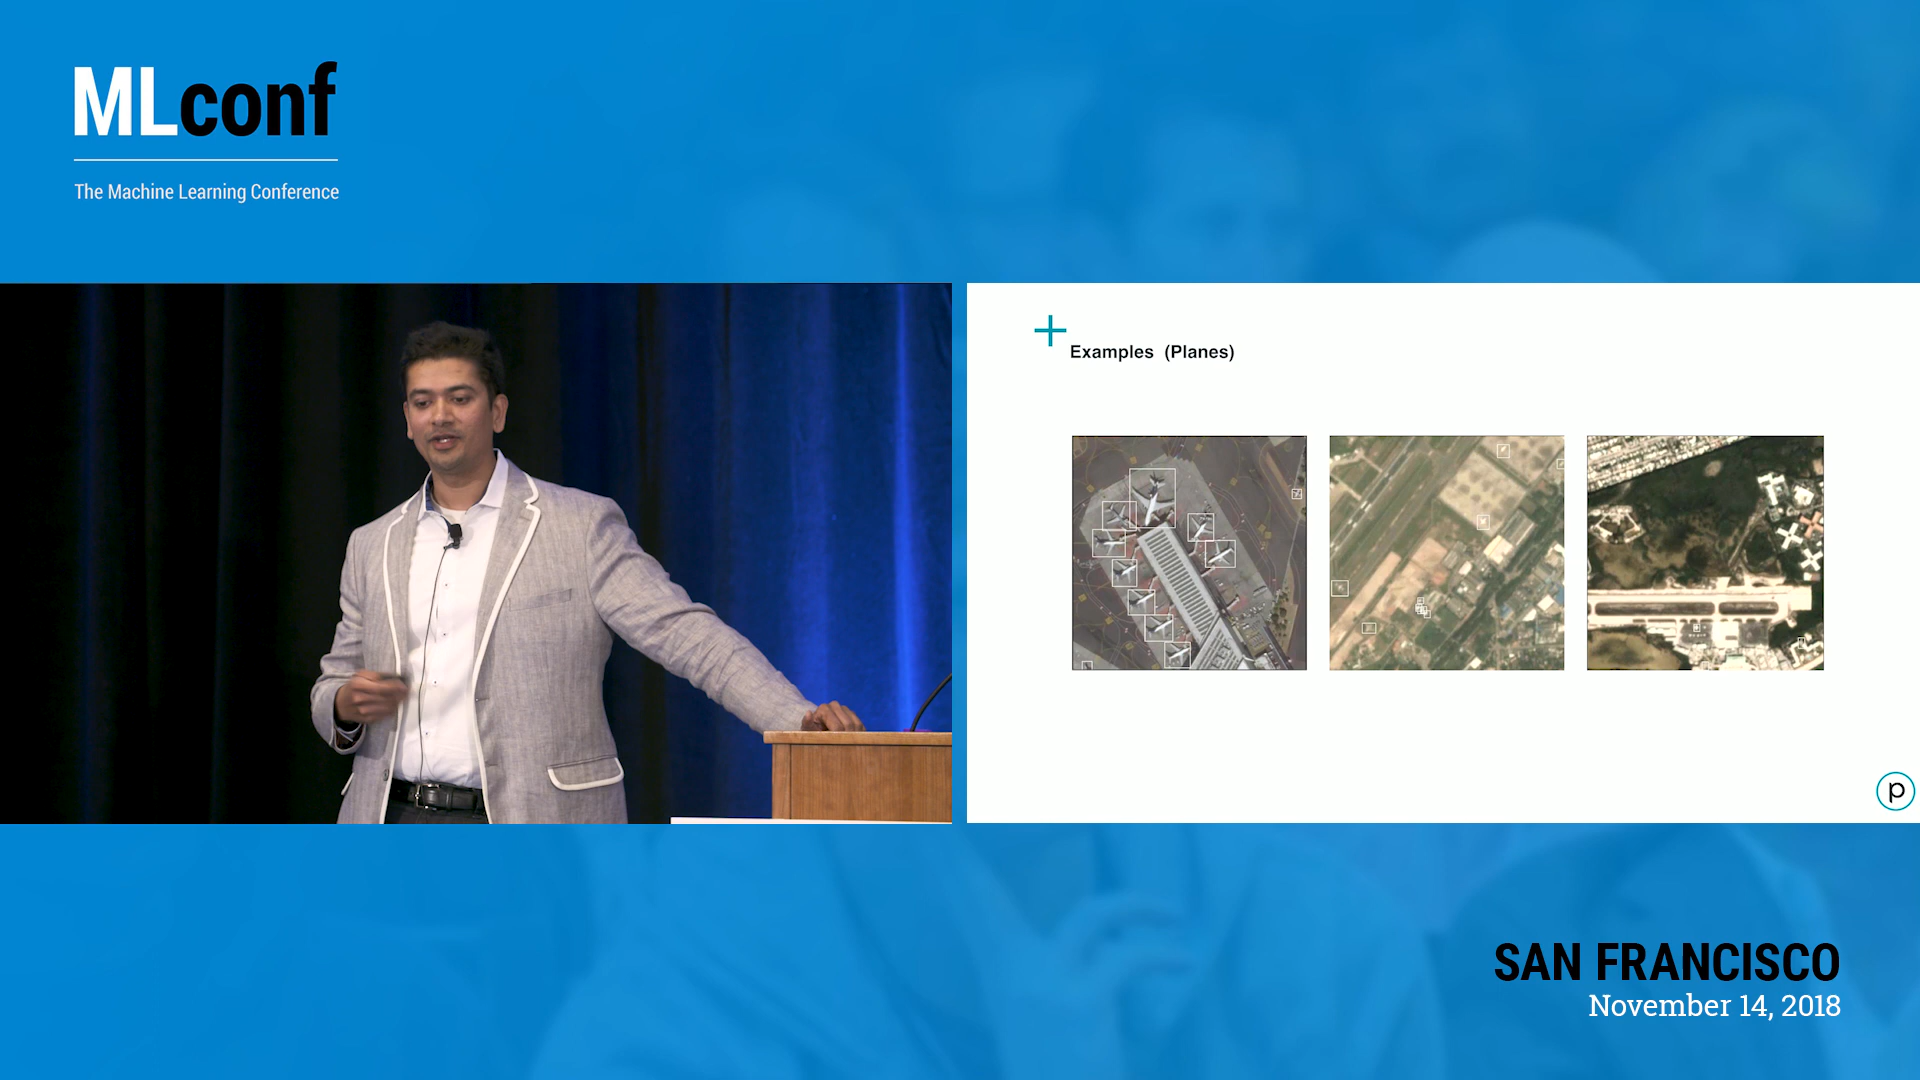 MLconf
The Machine Learning Conference
Examples (Planes)
p
SAN FRANCISCO
November 14, 2018